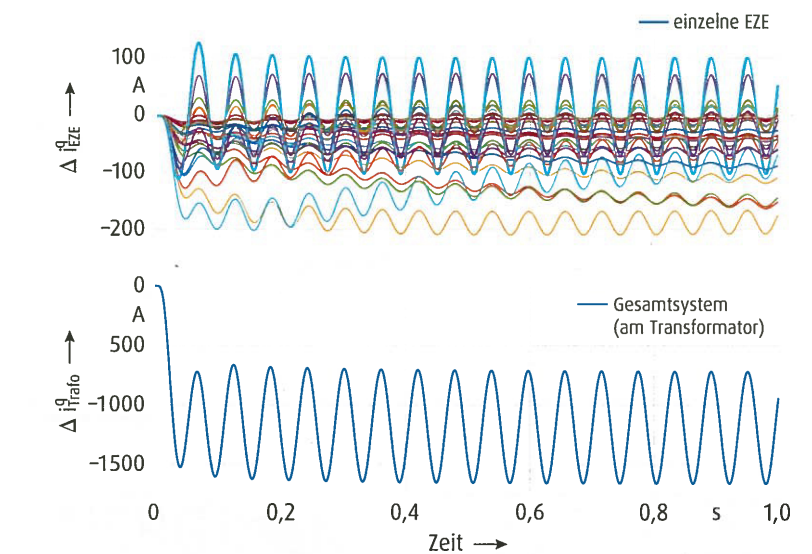 einzelne EZE
100
A
0
−100
−200
Δ i^q_EZE
0
A
500
−1000
−1500
Δ i^q_Trafo
Gesamtsystem
(am Transformator)
0
0,2
0,4
0,6
0,8
s
1,0
Zeit